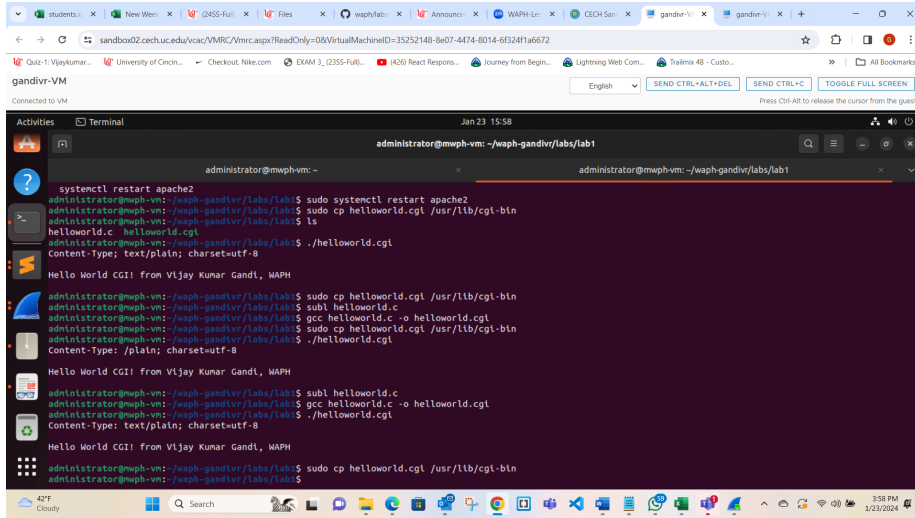 students.x New Week (24SS-Full) Files waph/labs Announce WAPH-Lec CECH San gandivr-V gandivr-V
sandbox02.cech.uc.edu/vcac/VMRC/Vmrc.aspx?ReadOnly=0&VirtualMachineID=35252148-8e07-4474-8014-6f324f1a6672
Quiz-1: Vijaykumar... University of Cincin... Checkout. Nike.com EXAM 3_ (23SS-Full)... (426) React Respons... Journey from Begin... Lightning Web Com... Trailmix 4B - Custo... » All Bookmarks
gandivr-VM English SEND CTRL+ALT+DEL SEND CTRL+C TOGGLE FULL SCREEN
Connected to VM Press Ctrl-Alt to release the cursor from the gues
Activities Terminal Jan 23 15:58
administrator@mwph-vm: ~/waph-gandivr/labs/lab1
administrator@mwph-vm: ~ administrator@mwph-vm: ~/waph-gandivr/labs/lab1
systemctl restart apache2
administrator@mwph-vm:~/waph-gandivr/labs/lab1$ sudo systemctl restart apache2
administrator@mwph-vm:~/waph-gandivr/labs/lab1$ sudo cp helloworld.cgi /usr/lib/cgi-bin
administrator@mwph-vm:~/waph-gandivr/labs/lab1$ ls
helloworld.c helloworld.cgi
administrator@mwph-vm:~/waph-gandivr/labs/lab1$ ./helloworld.cgi
Content-Type; text/plain; charset=utf-8
Hello World CGI! from Vijay Kumar Gandi, WAPH
administrator@mwph-vm:~/waph-gandivr/labs/lab1$ sudo cp helloworld.cgi /usr/lib/cgi-bin
administrator@mwph-vm:~/waph-gandivr/labs/lab1$ subl helloworld.c
administrator@mwph-vm:~/waph-gandivr/labs/lab1$ gcc helloworld.c -o helloworld.cgi
administrator@mwph-vm:~/waph-gandivr/labs/lab1$ sudo cp helloworld.cgi /usr/lib/cgi-bin
administrator@mwph-vm:~/waph-gandivr/labs/lab1$ ./helloworld.cgi
Content-Type: /plain; charset=utf-8
Hello World CGI! from Vijay Kumar Gandi, WAPH
administrator@mwph-vm:~/waph-gandivr/labs/lab1$ subl helloworld.c
administrator@mwph-vm:~/waph-gandivr/labs/lab1$ gcc helloworld.c -o helloworld.cgi
administrator@mwph-vm:~/waph-gandivr/labs/lab1$ ./helloworld.cgi
Content-Type: text/plain; charset=utf-8
Hello World CGI! from Vijay Kumar Gandi, WAPH
administrator@mwph-vm:~/waph-gandivr/labs/lab1$ sudo cp helloworld.cgi /usr/lib/cgi-bin
administrator@mwph-vm:~/waph-gandivr/labs/lab1$
42°F Search 59 3:58 PM
Cloudy 1/23/2024